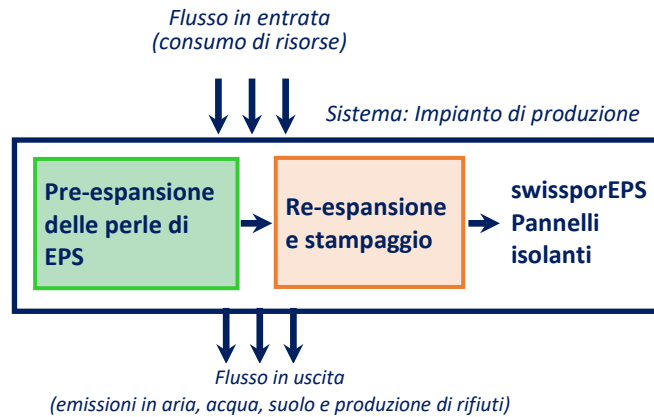 Flusso in entrata
(consumo di risorse)
Sistema: Impianto di produzione
Pre-espansione
delle perle di
EPS
Re-espansione
e stampaggio
swissporEPS
Pannelli
isolanti
Flusso in uscita
(emissioni in aria, acqua, suolo e produzione di rifiuti)